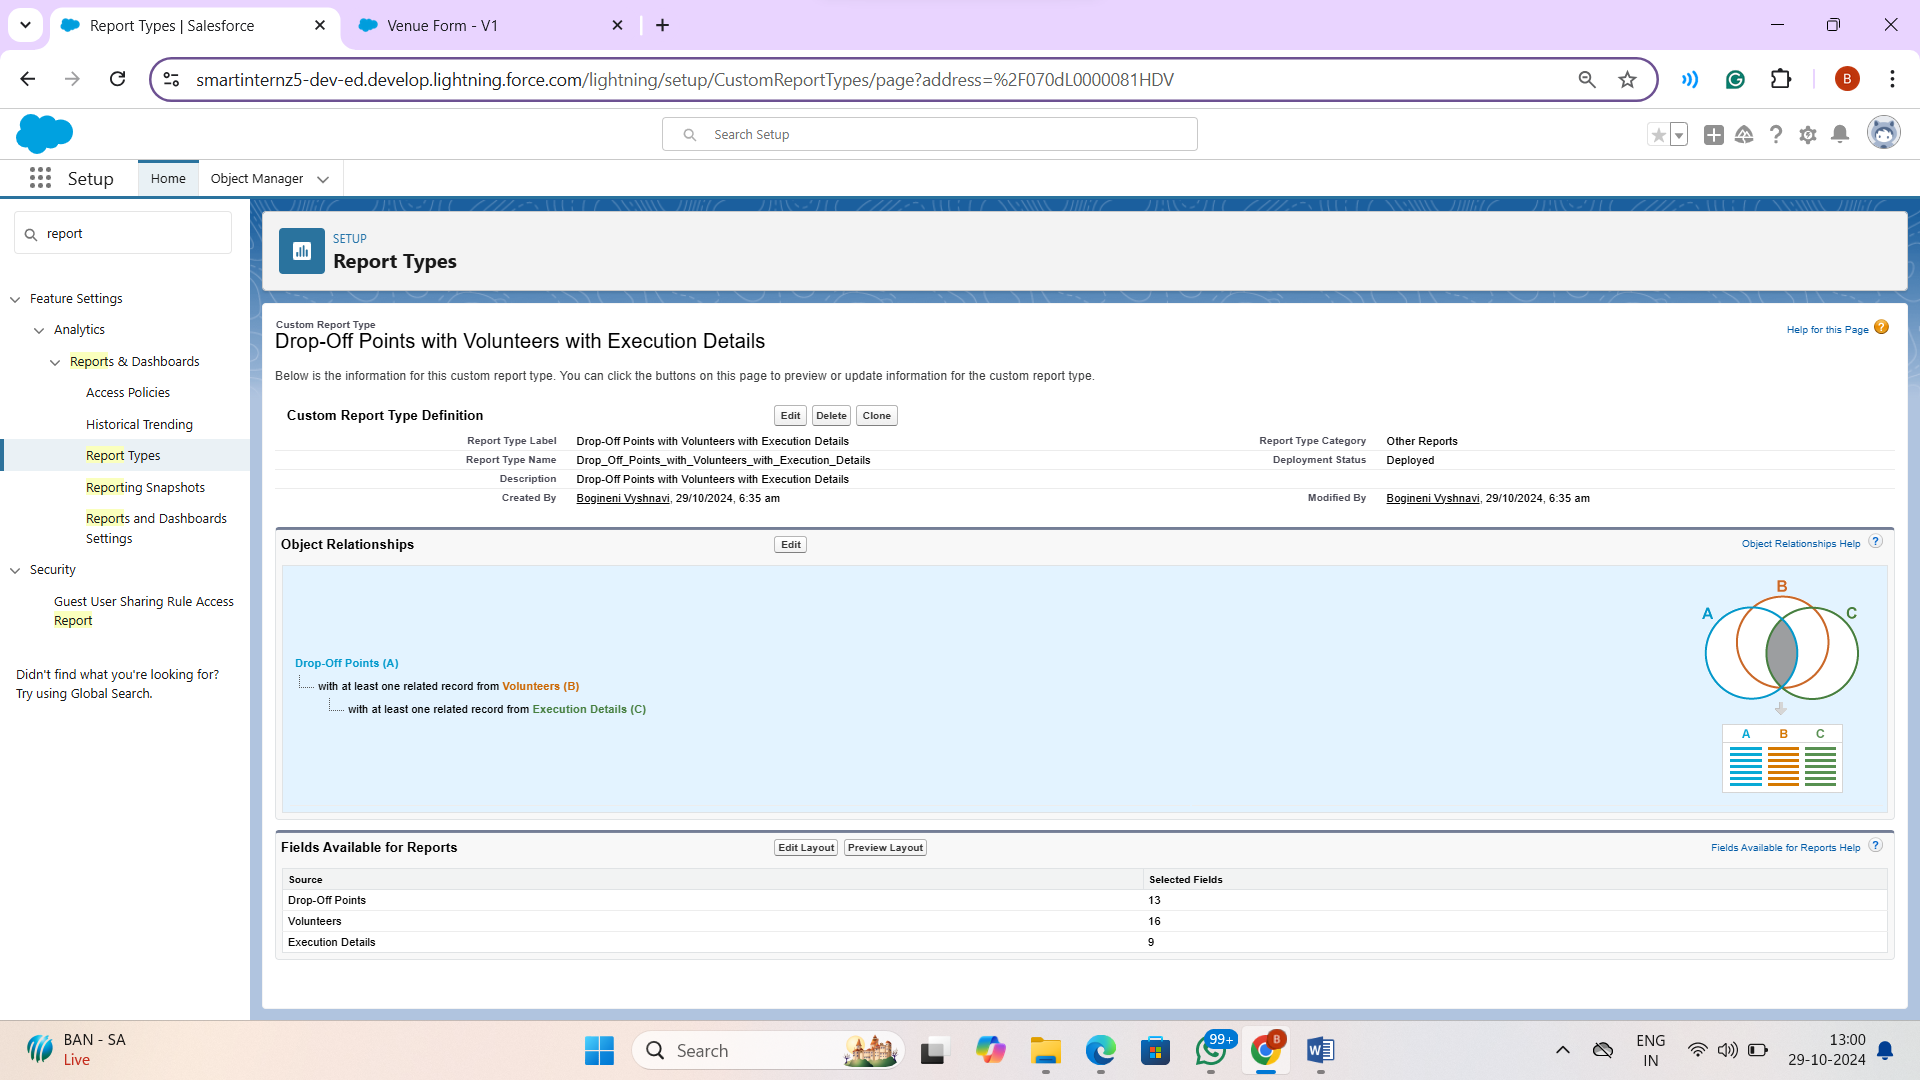 Report Types | Salesforce
Venue Form - V1
smartinternz5-dev-ed.develop.lightning.force.com/lightning/setup/CustomReportTypes/page?address=%2F070dL0000081HDV
B
Search Setup
Setup
Home
Object Manager
report
Feature Settings
Analytics
Reports & Dashboards
Access Policies
Historical Trending
Report Types
Reporting Snapshots
Reports and Dashboards
Settings
Security
Guest User Sharing Rule Access
Report
Didn't find what you're looking for?
Try using Global Search.
SETUP
Report Types
Custom Report Type
Drop-Off Points with Volunteers with Execution Details
Help for this Page ?
Below is the information for this custom report type. You can click the buttons on this page to preview or update information for the custom report type.
Custom Report Type Definition Edit Delete Clone
Report Type Label Drop-Off Points with Volunteers with Execution Details Report Type Category Other Reports
Report Type Name Drop_Off_Points_with_Volunteers_with_Execution_Details Deployment Status Deployed
Description Drop-Off Points with Volunteers with Execution Details
Created By Bogineni Vyshnavi, 29/10/2024, 6:35 am Modified By Bogineni Vyshnavi, 29/10/2024, 6:35 am
Object Relationships Edit Object Relationships Help ?
B
A C
Drop-Off Points (A)
with at least one related record from Volunteers (B)
with at least one related record from Execution Details (C)
A B C
Fields Available for Reports Edit Layout Preview Layout Fields Available for Reports Help ?
Source Selected Fields
Drop-Off Points 13
Volunteers 16
Execution Details 9
BAN - SA
Live
Search
99+
B
ENG
IN
13:00
29-10-2024